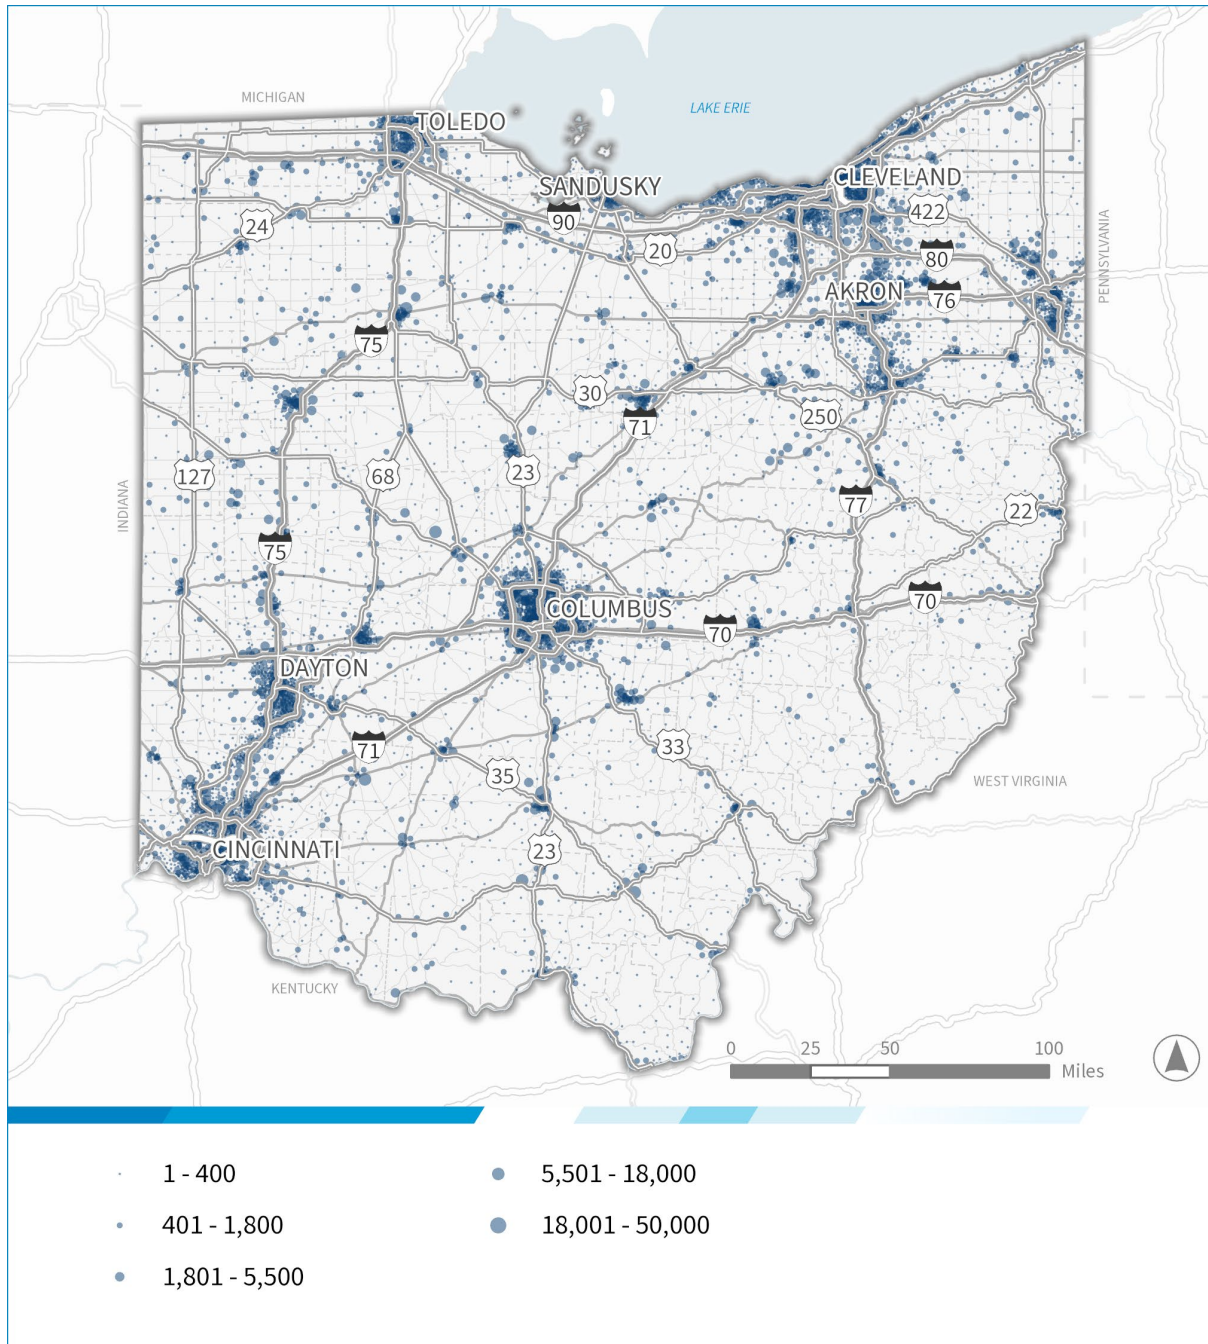 MICHIGAN
LAKE ERIE
TOLEDO
SANDUSKY
CLEVELAND
90
422
24
20
80
PENNSYLVANIA
AKRON
76
75
30
71
250
127
68
23
77
22
INDIANA
75
COLUMBUS
70
70
DAYTON
71
33
35
WEST VIRGINIA
CINCINNATI
23
KENTUCKY
0 25 50 100
Miles
1 - 400
401 - 1,800
1,801 - 5,500
5,501 - 18,000
18,001 - 50,000